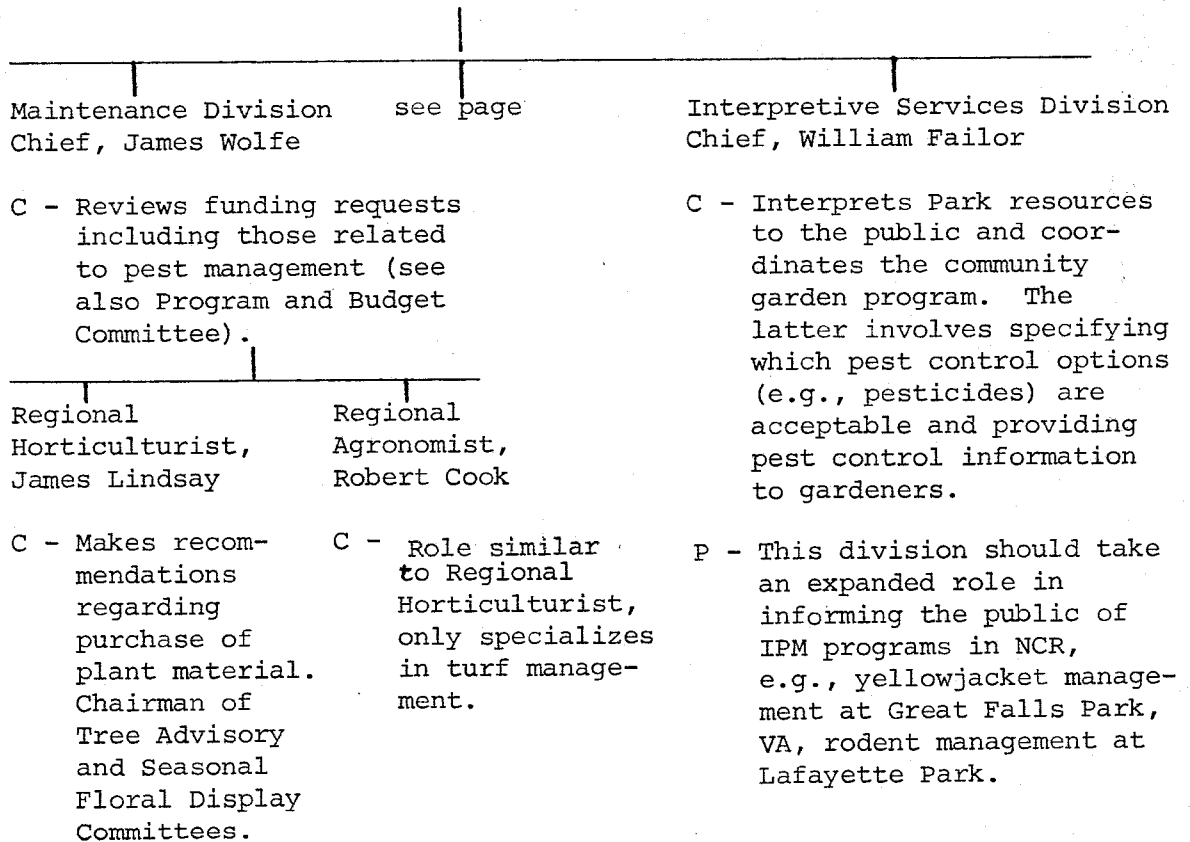 Maintenance Division
Chief, James Wolfe
C - Reviews funding requests
including those related
to pest management (see
also Program and Budget
Committee).
Regional
Horticulturist,
James Lindsay
C - Makes recom-
mendations
regarding
purchase of
plant material.
Chairman of
Tree Advisory
and Seasonal
Floral Display
Committees.
Regional
Agronomist,
Robert Cook
C - Role similar
to Regional
Horticulturist,
only specializes
in turf manage-
ment.
see page
Interpretive Services Division
Chief, William Failor
C - Interprets Park resources
to the public and coor-
dinates the community
garden program.  The
latter involves specifying
which pest control options
(e.g., pesticides) are
acceptable and providing
pest control information
to gardeners.
P - This division should take
an expanded role in
informing the public of
IPM programs in NCR,
e.g., yellowjacket manage-
ment at Great Falls Park,
VA, rodent management at
Lafayette Park.